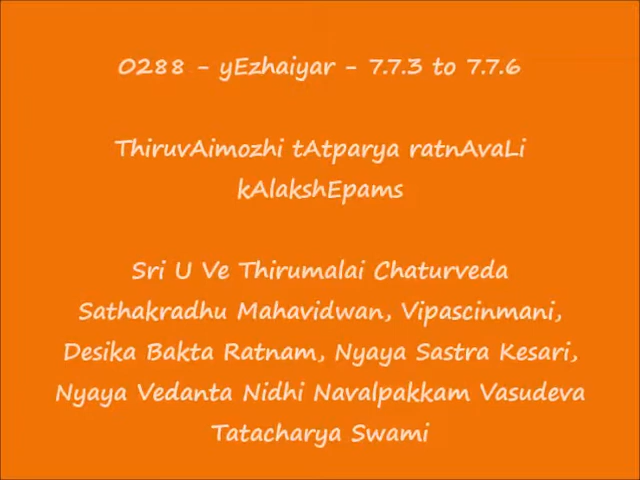 0288 - yEzhaiyar - 7.7.3 to 7.7.6
ThiruvAimozhi tAtparya ratnAvaLi
kAlakshEpams
Sri U Ve Thirumalai Chaturveda
Sathakradhu Mahavidwan, Vipascinmani,
Desika Bakta Ratnam, Nyaya Sastra Kesari,
Nyaya Vedanta Nidhi Navalpakkam Vasudeva
Tatacharya Swami